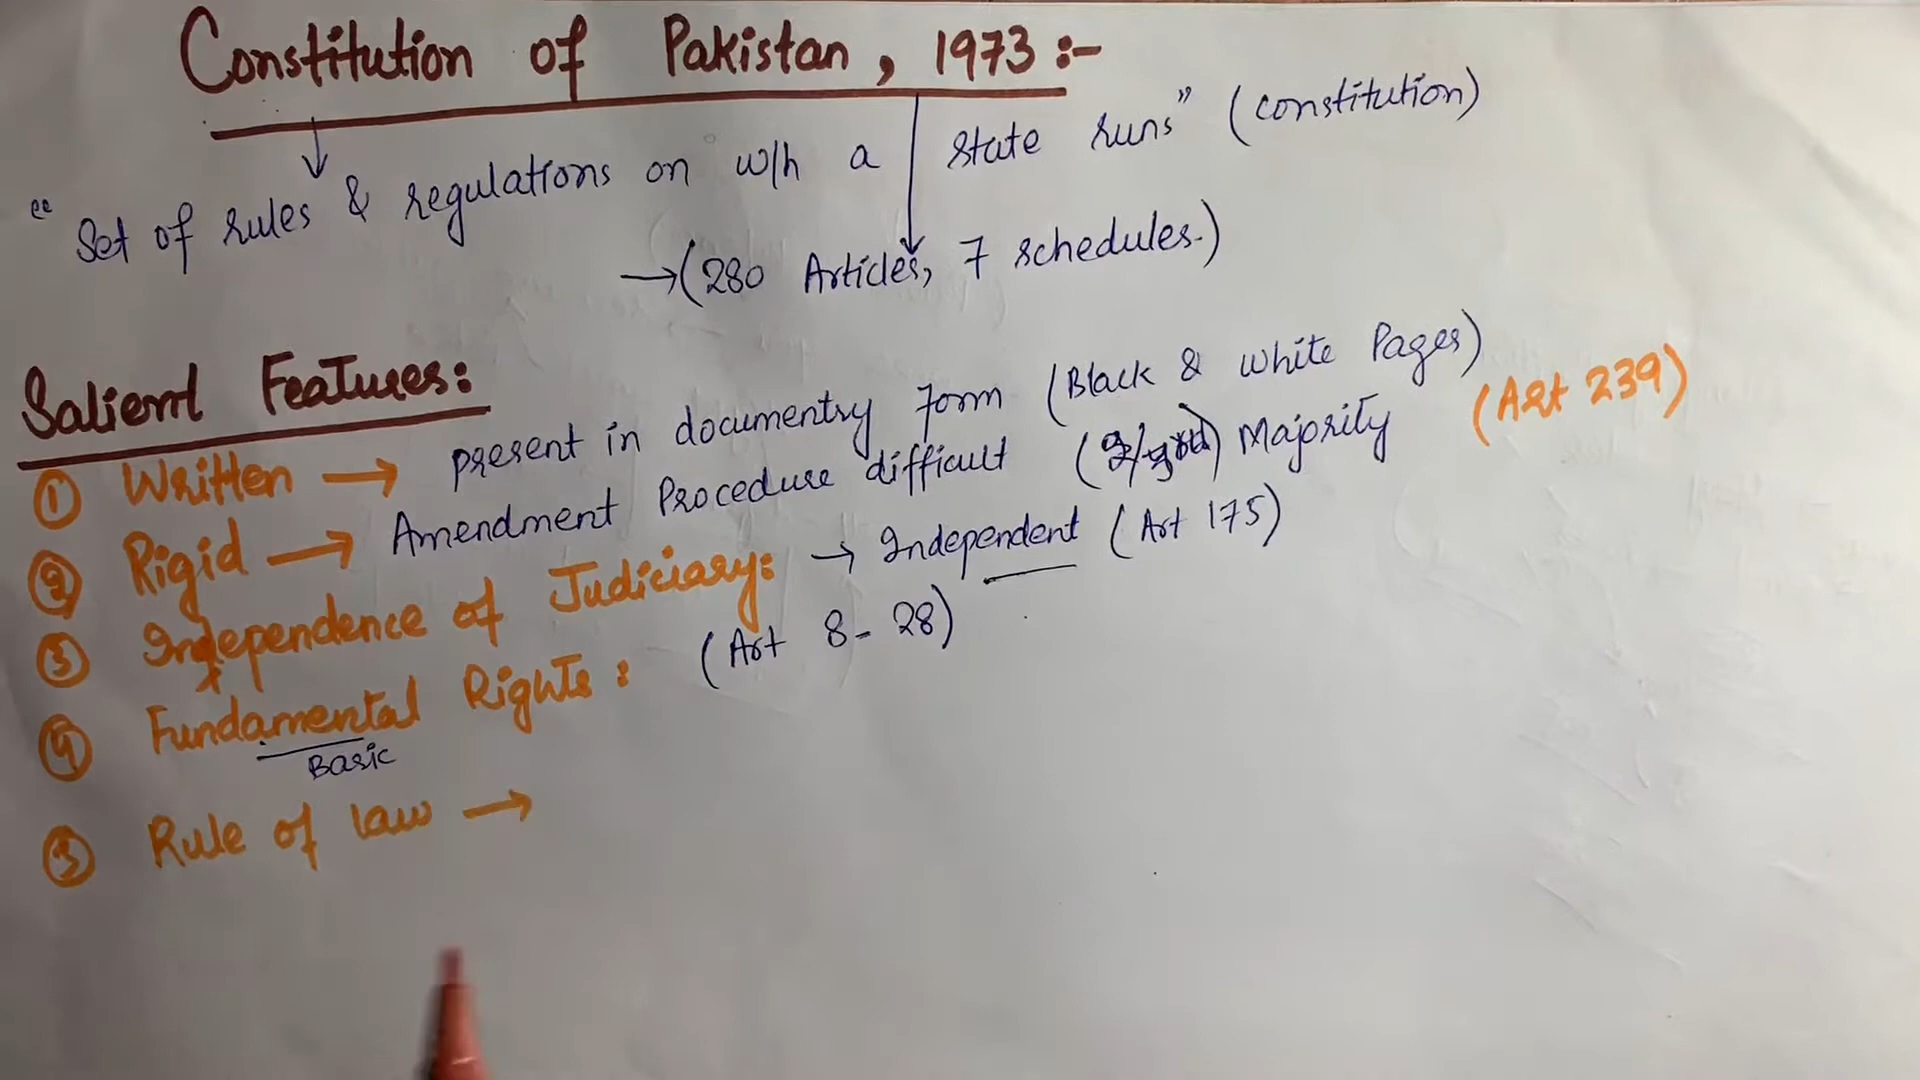 Constitution of Pakistan, 1973 :-
"Set of rules & regulations on w/h a state runs" (constitution)
→(280 Articles, 7 schedules.)
Salient Features:
① Written → present in documentry form (Black & white Pages)
② Rigid → Amendment Procedure difficult (2/3rd) Majority (Art 239)
③ Independence of Judiciary: → Independent (Art 175)
④ Fundamental Rights: (Art 8-28)
Basic
⑤ Rule of law →